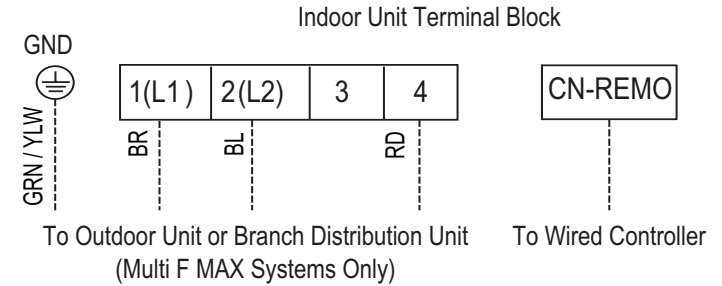 Indoor Unit Terminal Block
GND
1(L1)
2(L2)
3
4
CN-REMO
GRN / YLW
BR
BL
RD
To Outdoor Unit or Branch Distribution Unit
(Multi F MAX Systems Only)
To Wired Controller